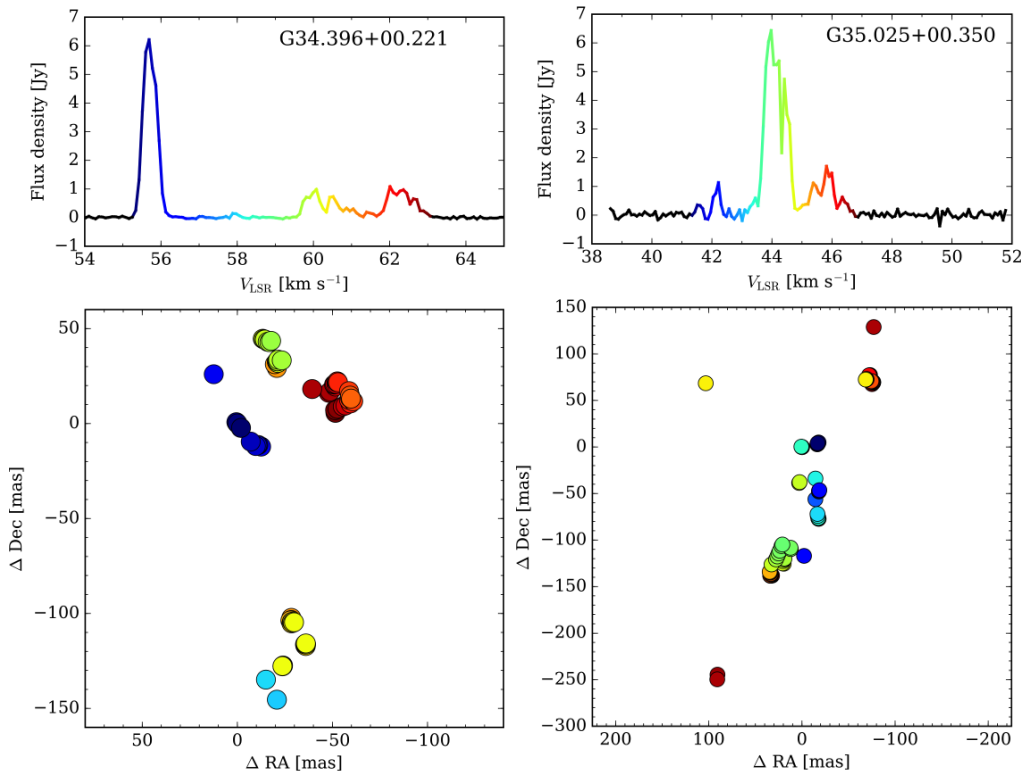 G34.396+00.221
Flux density [Jy]
7
6
5
4
3
2
1
0
−1
54 56 58 60 62 64
V_LSR [km s⁻¹]
G35.025+00.350
Flux density [Jy]
7
6
5
4
3
2
1
0
−1
38 40 42 44 46 48 50 52
V_LSR [km s⁻¹]
Δ Dec [mas]
50
0
−50
−100
−150
50 0 −50 −100
Δ RA [mas]
Δ Dec [mas]
150
100
50
0
−50
−100
−150
−200
−250
−300
200 100 0 −100 −200
Δ RA [mas]